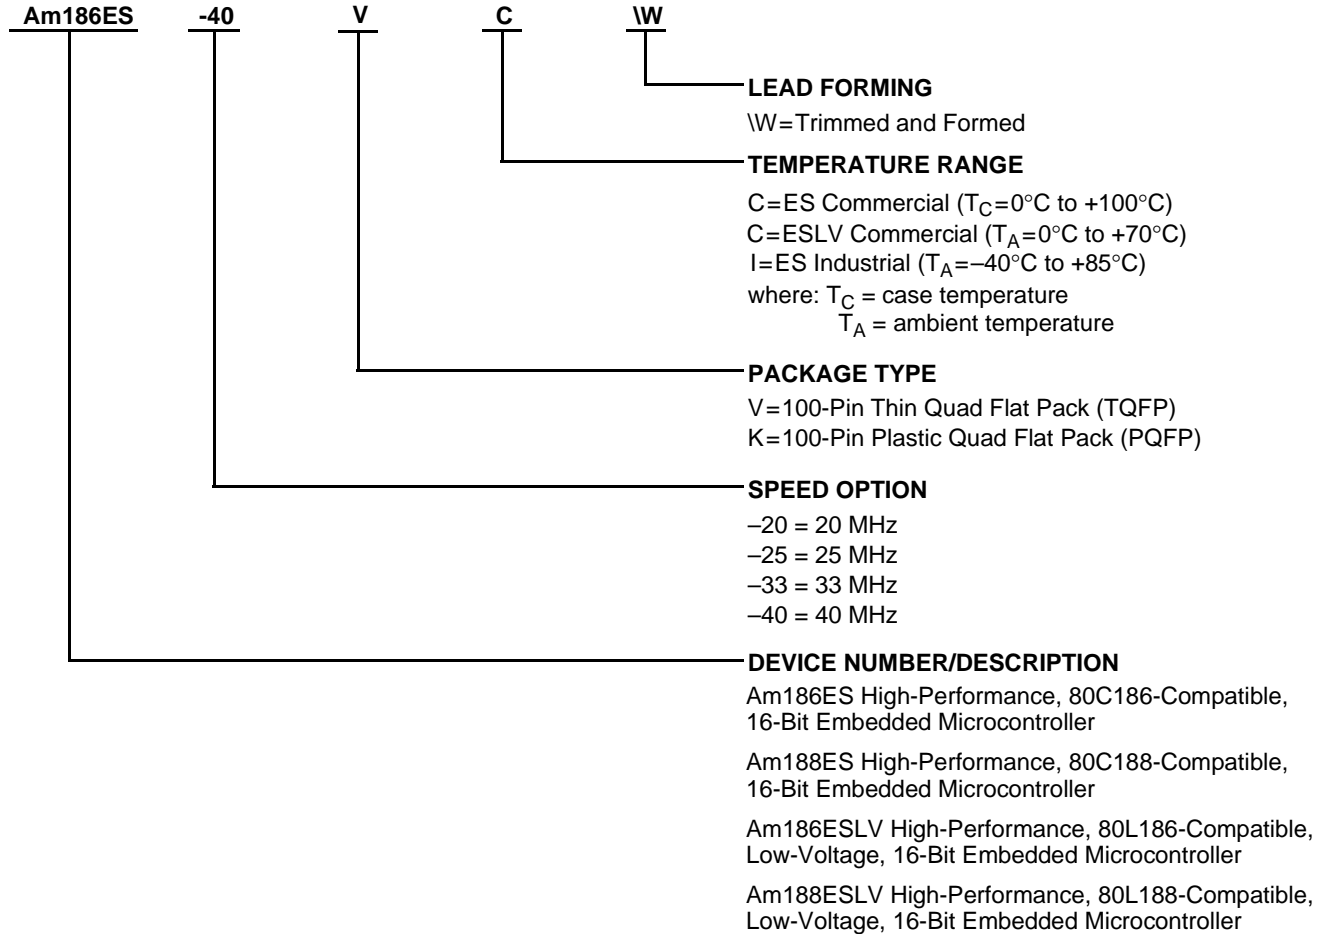 Am186ES -40 V C \W
LEAD FORMING
\W=Trimmed and Formed
TEMPERATURE RANGE
C=ES Commercial (TC=0°C to +100°C)
C=ESLV Commercial (TA=0°C to +70°C)
I=ES Industrial (TA=–40°C to +85°C)
where: TC = case temperature
TA = ambient temperature
PACKAGE TYPE
V=100-Pin Thin Quad Flat Pack (TQFP)
K=100-Pin Plastic Quad Flat Pack (PQFP)
SPEED OPTION
–20 = 20 MHz
–25 = 25 MHz
–33 = 33 MHz
–40 = 40 MHz
DEVICE NUMBER/DESCRIPTION
Am186ES High-Performance, 80C186-Compatible,
16-Bit Embedded Microcontroller
Am188ES High-Performance, 80C188-Compatible,
16-Bit Embedded Microcontroller
Am186ESLV High-Performance, 80L186-Compatible,
Low-Voltage, 16-Bit Embedded Microcontroller
Am188ESLV High-Performance, 80L188-Compatible,
Low-Voltage, 16-Bit Embedded Microcontroller